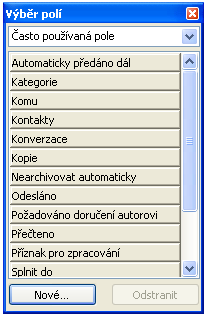 Výběr polí
Často používaná pole
Automaticky předáno dál
Kategorie
Komu
Kontakty
Konverzace
Kopie
Nearchivovat automaticky
Odesláno
Požadováno doručení autorovi
Přečteno
Příznak pro zpracování
Splnit do
Nové...
Odstranit